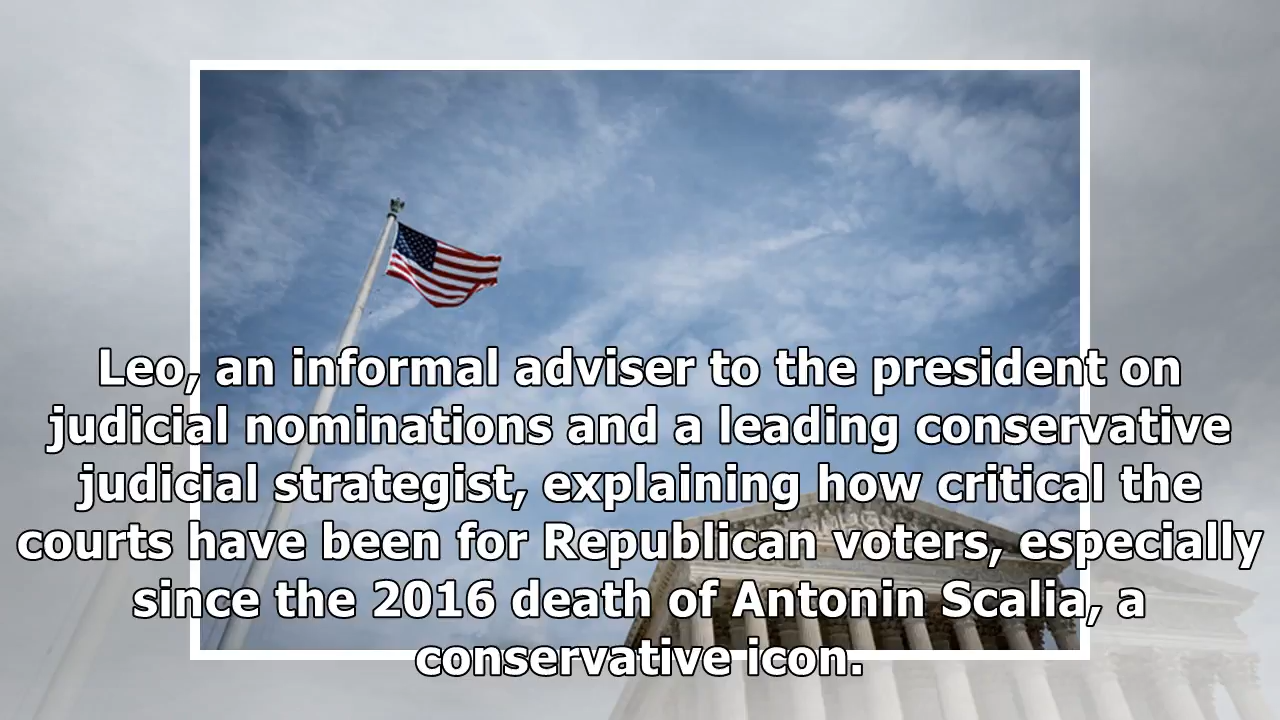 Leo, an informal adviser to the president on
judicial nominations and a leading conservative
judicial strategist, explaining how critical the
courts have been for Republican voters, especially
since the 2016 death of Antonin Scalia, a
conservative icon.